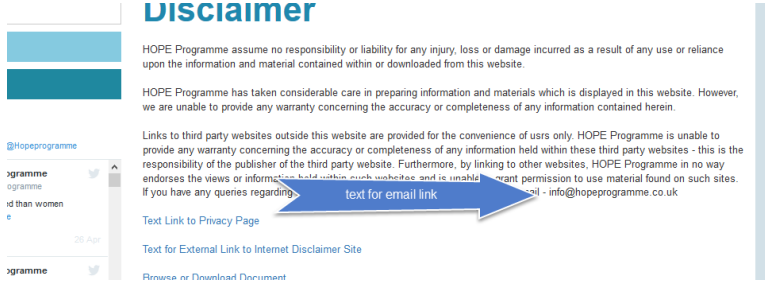 Disclaimer
HOPE Programme assume no responsibility or liability for any injury, loss or damage incurred as a result of any use or reliance
upon the information and material contained within or downloaded from this website.
HOPE Programme has taken considerable care in preparing information and materials which is displayed in this website. However,
we are unable to provide any warranty concerning the accuracy or completeness of any information contained herein.
Links to third party websites outside this website are provided for the convenience of usrs only. HOPE Programme is unable to
provide any warranty concerning the accuracy or completeness of any information held within these third party websites - this is the
responsibility of the publisher of the third party website. Furthermore, by linking to other websites, HOPE Programme in no way
endorses the views or information held within such websites and is unable grant permission to use material found on such sites.
If you have any queries regarding - info@hopeprogramme.co.uk
text for email link
Text Link to Privacy Page
Text for External Link to Internet Disclaimer Site
Browse or Download Document
@Hopeprogramme
ogramme
ogramme
d than women
e
26 Apr
ogramme